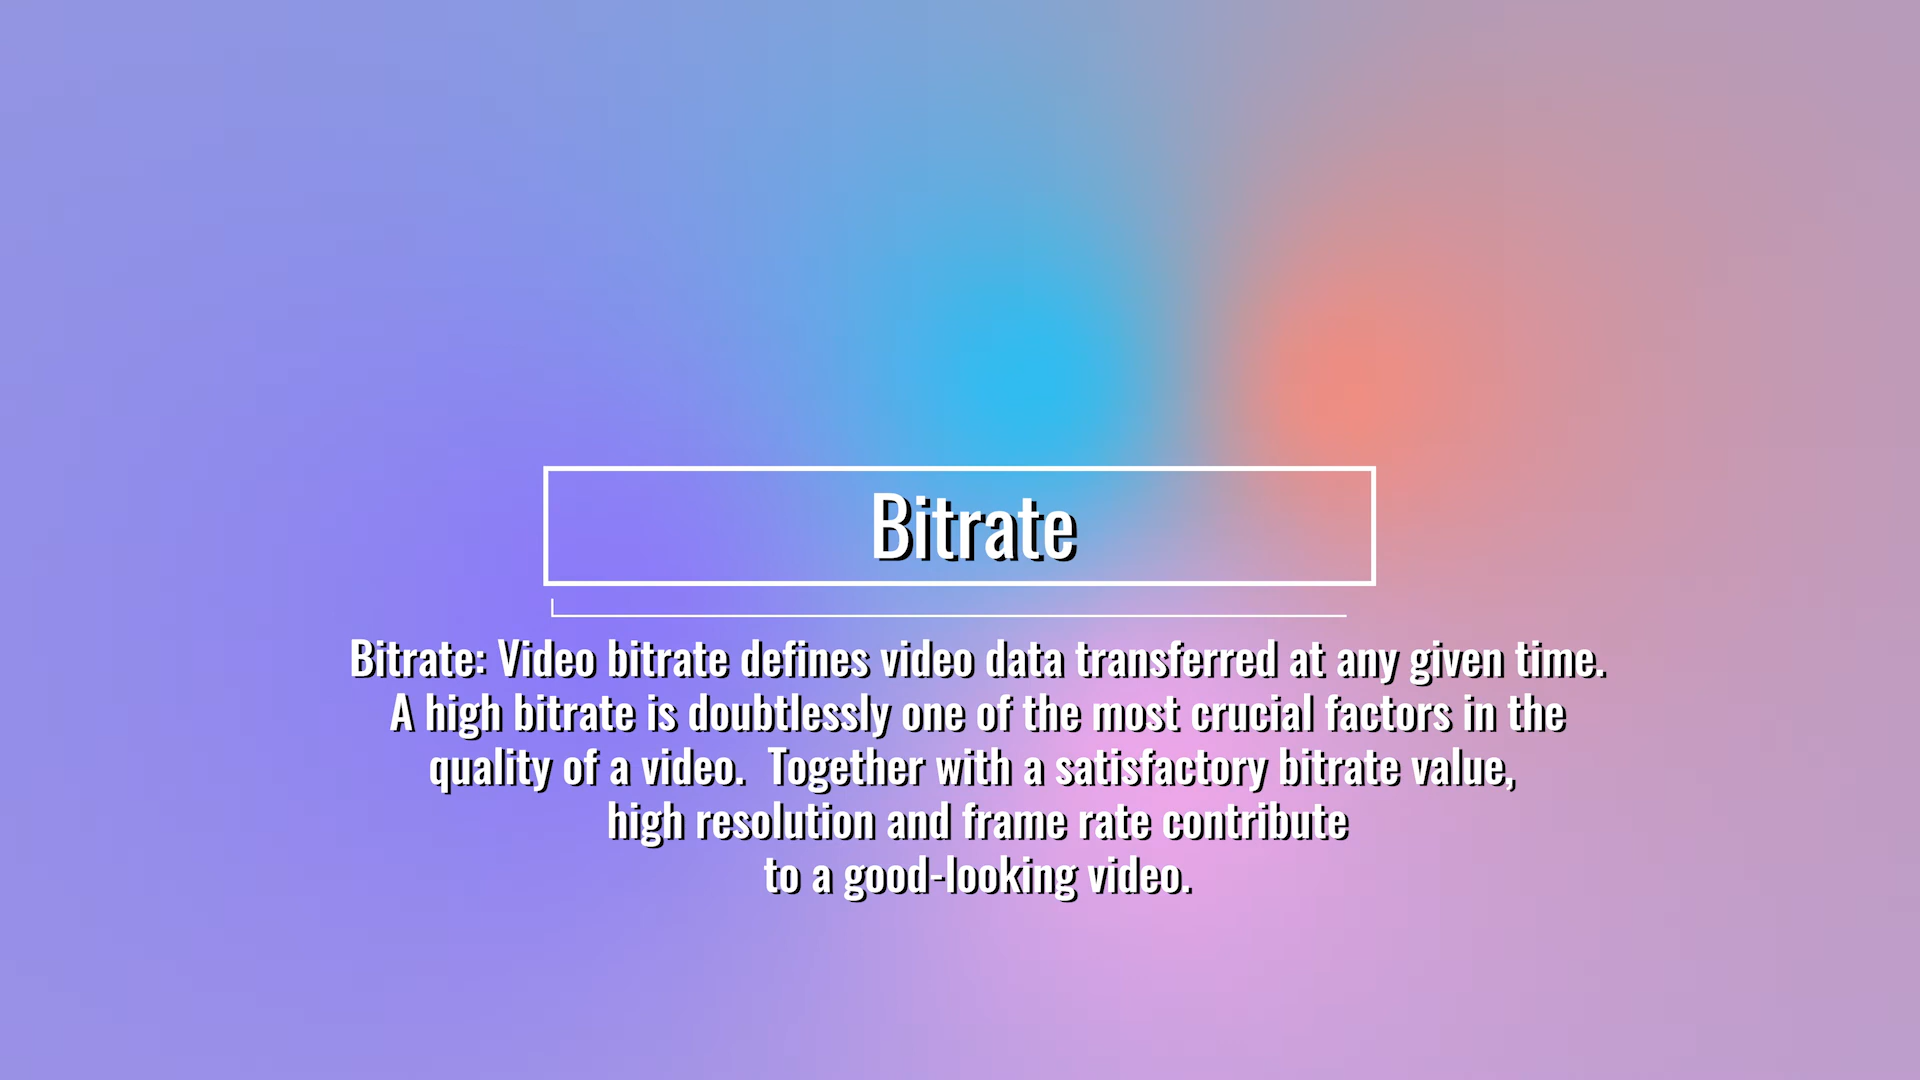 Bitrate
Bitrate: Video bitrate defines video data transferred at any given time.
A high bitrate is doubtlessly one of the most crucial factors in the
quality of a video.  Together with a satisfactory bitrate value,
high resolution and frame rate contribute
to a good-looking video.